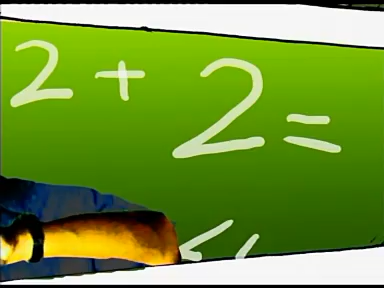 2 + 2 =